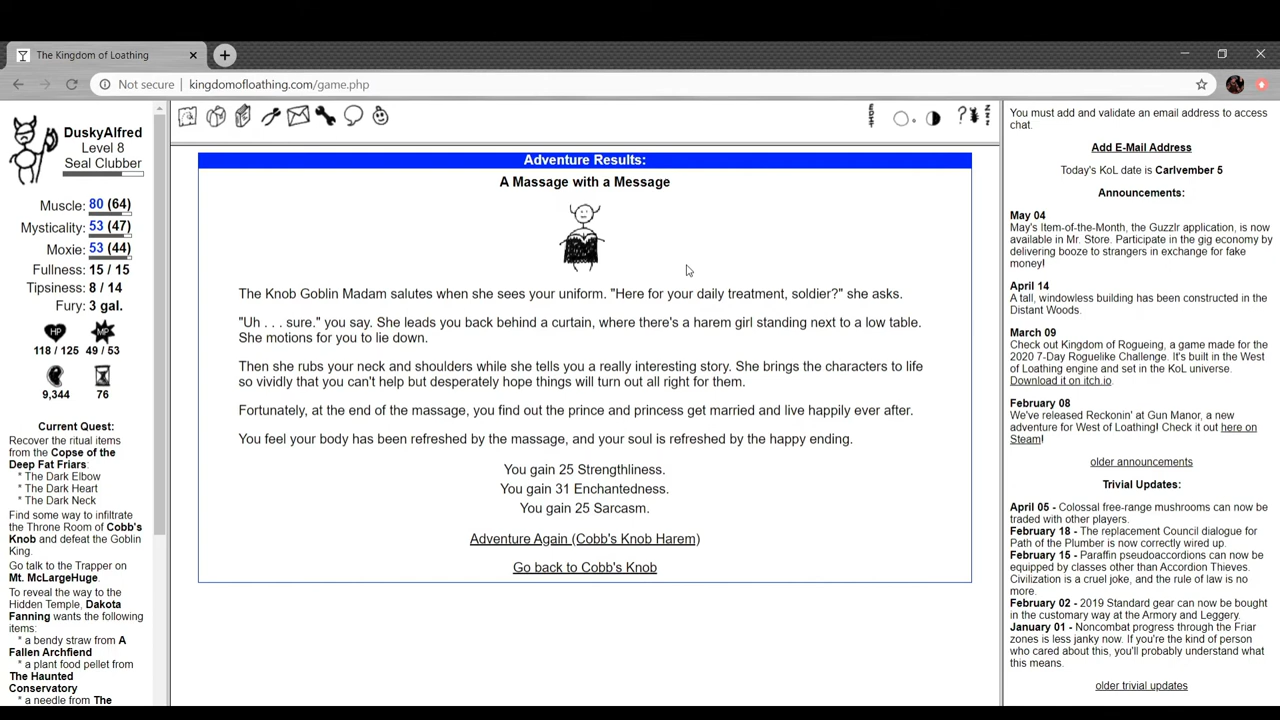 The Kingdom of Loathing
Not secure
kingdomofloathing.com/game.php
DuskyAlfred
Level 8
Seal Clubber
Muscle: 80 (64)
Mysticality: 53 (47)
Moxie: 53 (44)
Fullness: 15 / 15
Tipsiness: 8 / 14
Fury: 3 gal.
HP MP
118 / 125 49 / 53
9,344 76
Current Quest:
Recover the ritual items
from the Copse of the
Deep Fat Friars:
* The Dark Elbow
* The Dark Heart
* The Dark Neck
Find some way to infiltrate
the Throne Room of Cobb's
Knob and defeat the Goblin
King.
Go talk to the Trapper on
Mt. McLargeHuge.
To reveal the way to the
Hidden Temple, Dakota
Fanning wants the following
items:
* a bendy straw from A
Fallen Archfiend
* a plant food pellet from
The Haunted
Conservatory
* a needle from The
Adventure Results:
A Massage with a Message
The Knob Goblin Madam salutes when she sees your uniform. "Here for your daily treatment, soldier?" she asks.
"Uh . . . sure." you say. She leads you back behind a curtain, where there's a harem girl standing next to a low table.
She motions for you to lie down.
Then she rubs your neck and shoulders while she tells you a really interesting story. She brings the characters to life
so vividly that you can't help but desperately hope things will turn out all right for them.
Fortunately, at the end of the massage, you find out the prince and princess get married and live happily ever after.
You feel your body has been refreshed by the massage, and your soul is refreshed by the happy ending.
You gain 25 Strengthliness.
You gain 31 Enchantedness.
You gain 25 Sarcasm.
Adventure Again (Cobb's Knob Harem)
Go back to Cobb's Knob
You must add and validate an email address to access
chat.
Add E-Mail Address
Today's KoL date is Carlvember 5
Announcements:
May 04
May's Item-of-the-Month, the Guzzlr application, is now
available in Mr. Store. Participate in the gig economy by
delivering booze to strangers in exchange for fake
money!
April 14
A tall, windowless building has been constructed in the
Distant Woods.
March 09
Check out Kingdom of Rogueing, a game made for the
2020 7-Day Roguelike Challenge. It's built in the West
of Loathing engine and set in the KoL universe.
Download it on itch.io.
February 08
We've released Reckonin' at Gun Manor, a new
adventure for West of Loathing! Check it out here on
Steam!
older announcements
Trivial Updates:
April 05 - Colossal free-range mushrooms can now be
traded with other players.
February 18 - The replacement Council dialogue for
Path of the Plumber is now correctly wired up.
February 15 - Paraffin pseudoaccordions can now be
equipped by classes other than Accordion Thieves.
Civilization is a cruel joke, and the rule of law is no
more.
February 02 - 2019 Standard gear can now be bought
in the customary way at the Armory and Leggery.
January 01 - Noncombat progress through the Friar
zones is less janky now. If you're the kind of person
who cared about this, you'll probably understand what
this means.
older trivial updates